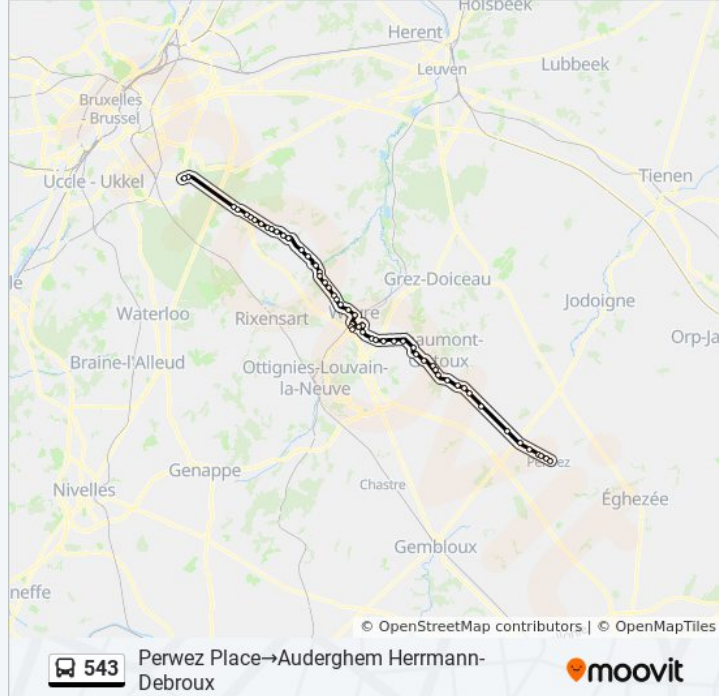 Holsbeek
Herent
Leuven
Lubbeek
Bruxelles
- Brussel
Tienen
Uccle - Ukkel
le
Grez-Doiceau
Jodoigne
Waterloo
Rixensart
Orp-Ja
Braine-l'Alleud
Ottignies-Louvain-
la-Neuve
Genappe
Perwez
Chastre
Nivelles
Éghezée
Gembloux
neffe
© OpenStreetMap contributors | © OpenMapTiles
543
Perwez Place→Auderghem Herrmann-
Debroux
moovit